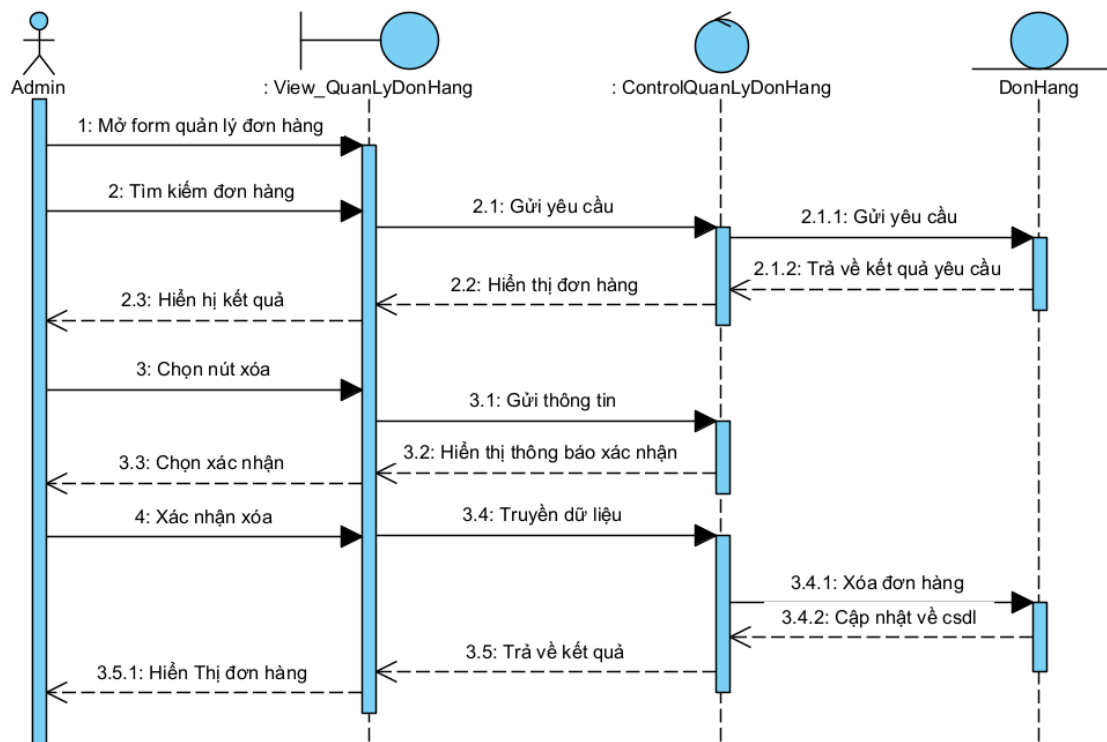 Admin
: View_QuanLyDonHang
: ControlQuanLyDonHang
DonHang
1: Mở form quản lý đơn hàng
2: Tìm kiếm đơn hàng
2.1: Gửi yêu cầu
2.1.1: Gửi yêu cầu
2.1.2: Trả về kết quả yêu cầu
2.2: Hiển thị đơn hàng
2.3: Hiển hị kết quả
3: Chọn nút xóa
3.1: Gửi thông tin
3.2: Hiển thị thông báo xác nhận
3.3: Chọn xác nhận
4: Xác nhận xóa
3.4: Truyền dữ liệu
3.4.1: Xóa đơn hàng
3.4.2: Cập nhật về csdl
3.5: Trả về kết quả
3.5.1: Hiển Thị đơn hàng